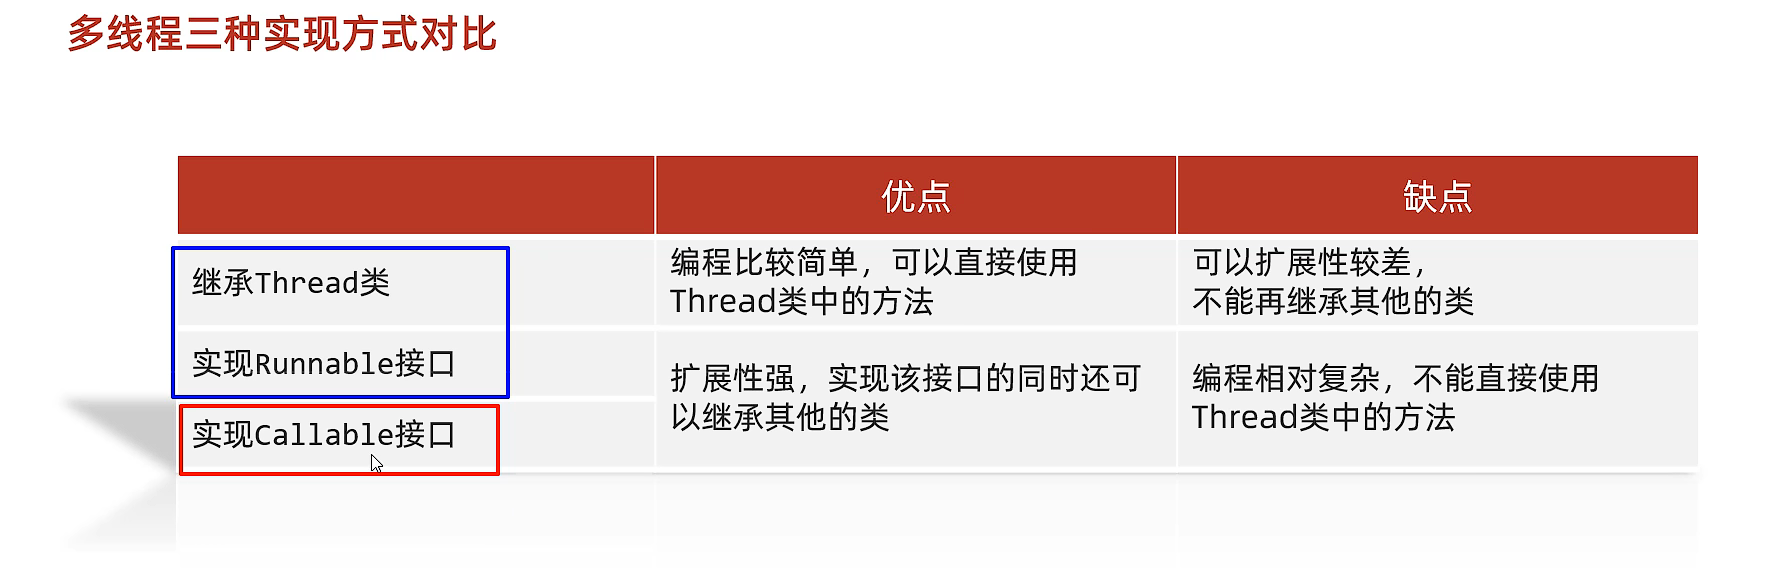 多线程三种实现方式对比
优点
缺点
继承Thread类
编程比较简单，可以直接使用
Thread类中的方法
可以扩展性较差，
不能再继承其他的类
实现Runnable接口
实现Callable接口
扩展性强，实现该接口的同时还可
以继承其他的类
编程相对复杂，不能直接使用
Thread类中的方法